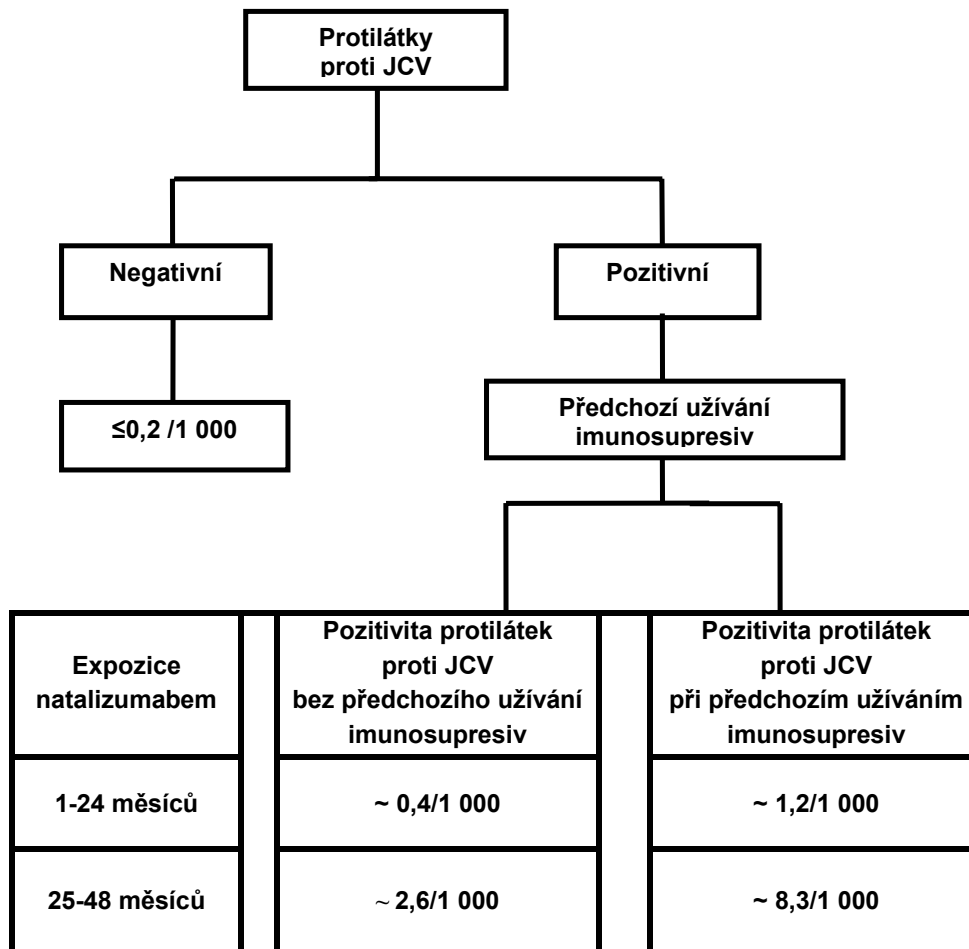 Protilátky
proti JCV
Negativní
Pozitivní
≤0,2 /1 000
Předchozí užívání
imunosupresiv
Expozice
natalizumabem
Pozitivita protilátek
proti JCV
bez předchozího užívání
imunosupresiv
Pozitivita protilátek
proti JCV
při předchozím užíváním
imunosupresiv
1-24 měsíců
~ 0,4/1 000
~ 1,2/1 000
25-48 měsíců
~ 2,6/1 000
~ 8,3/1 000